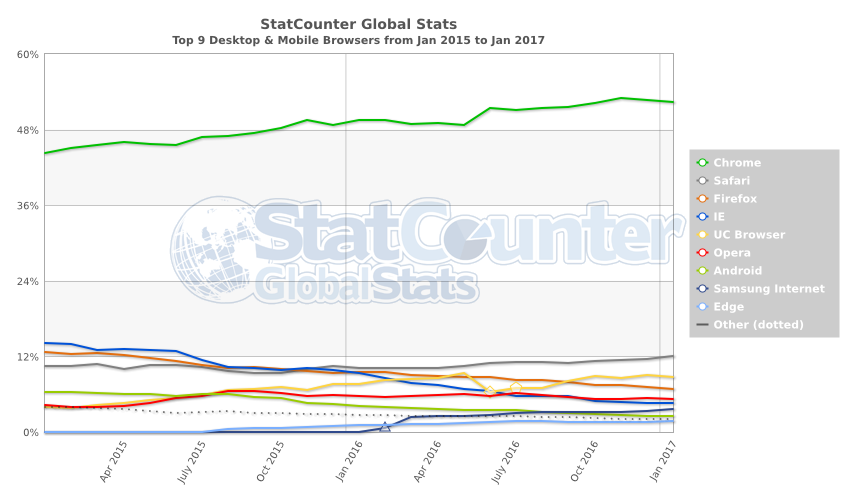 StatCounter Global Stats
Top 9 Desktop & Mobile Browsers from Jan 2015 to Jan 2017
60%
48%
36%
24%
12%
0%
StatCounter
GlobalStats
Chrome
Safari
Firefox
IE
UC Browser
Opera
Android
Samsung Internet
Edge
Other (dotted)
Apr 2015
July 2015
Oct 2015
Jan 2016
Apr 2016
July 2016
Oct 2016
Jan 2017